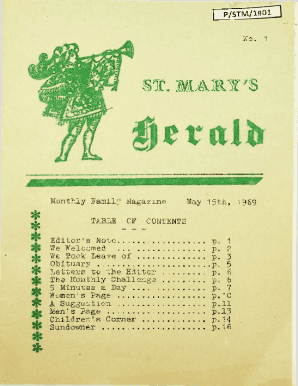 P/STM/1801
No. 1
ST. MARY'S
Herald
Monthly Family Magazine May 15th, 1969
TABLE OF CONTENTS
Editor's Note.................. p. 1
We Welcomed ................ p. 2
We Took Leave of .............. p. 3
Obituary ..................... p. 5
Letters to the Editor .......... p. 6
The Monthly Challenge ......... p. 6
5 Minutes a Day ............... p. 7
Women's Page ................. p.10
A Suggestion ................. p.11
Men's Page ................... p.13
Children's Corner ............. p.14
Sundowner .................... p.16